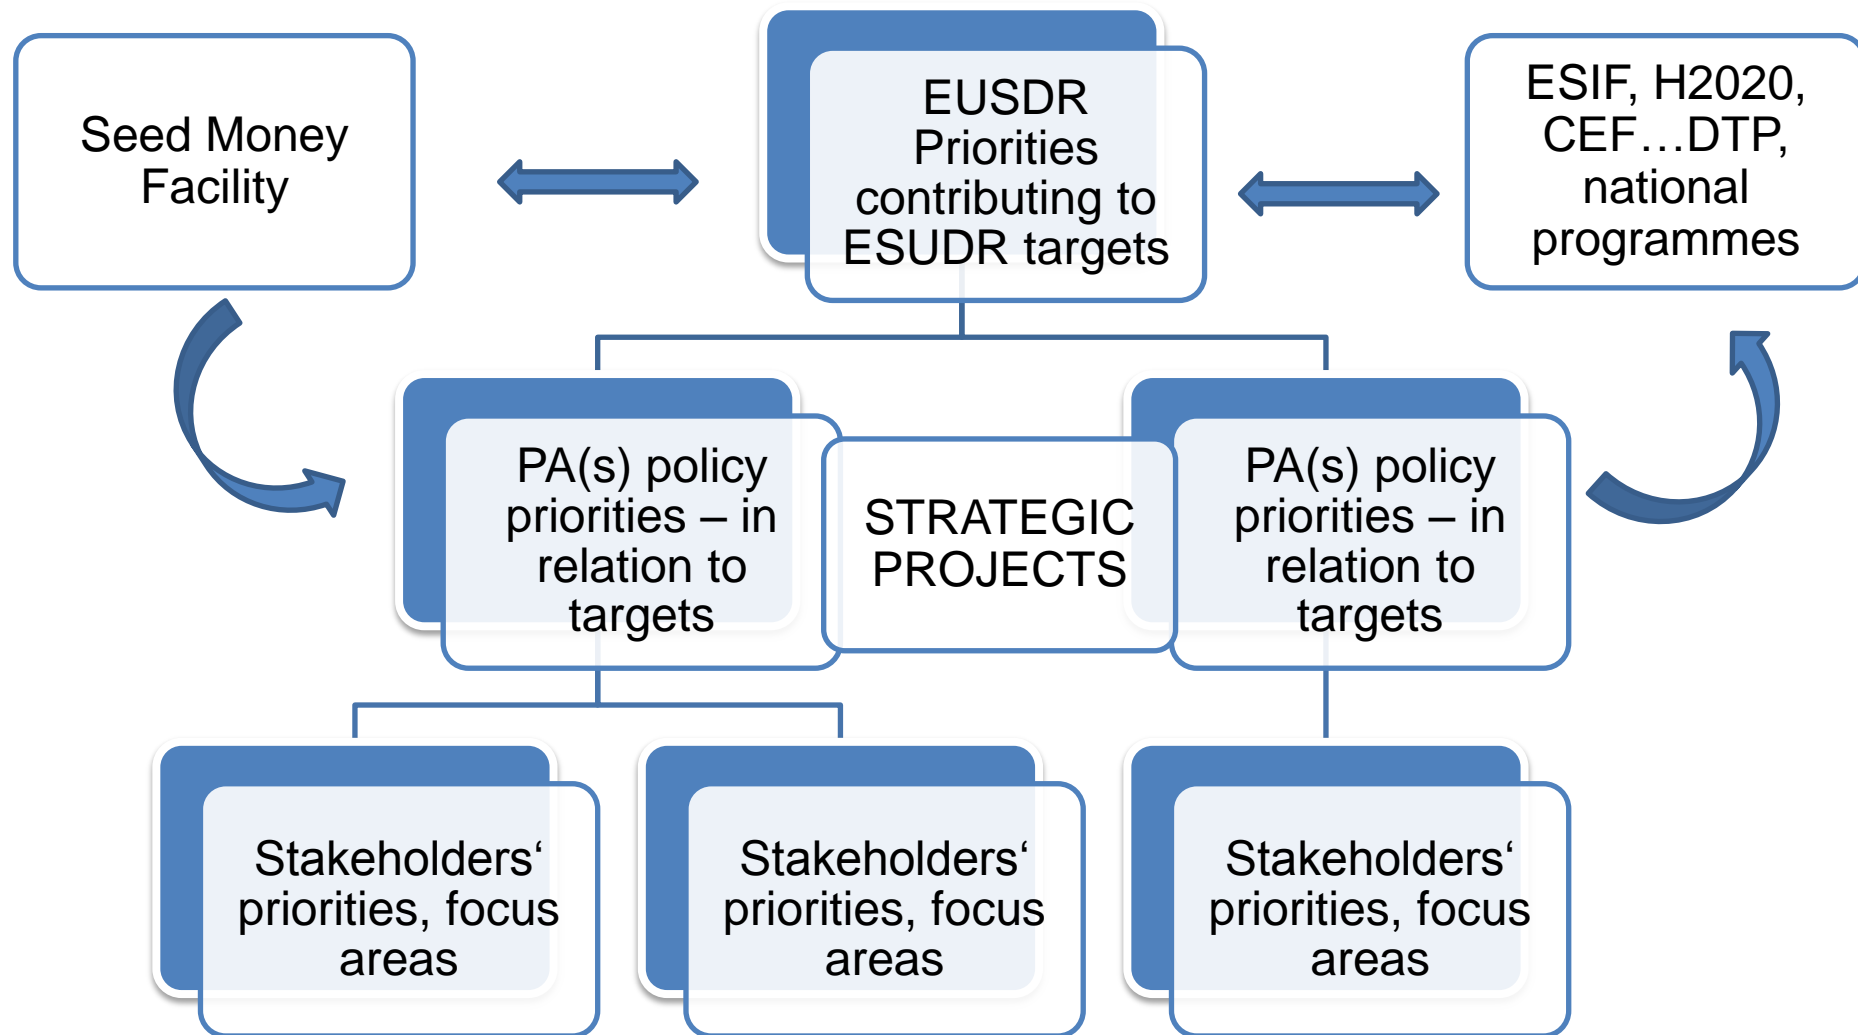 Seed Money
Facility
EUSDR
Priorities
contributing to
ESUDR targets
ESIF, H2020,
CEF…DTP,
national
programmes
PA(s) policy
priorities – in
relation to
targets
STRATEGIC
PROJECTS
PA(s) policy
priorities – in
relation to
targets
Stakeholders‘
priorities, focus
areas
Stakeholders‘
priorities, focus
areas
Stakeholders‘
priorities, focus
areas